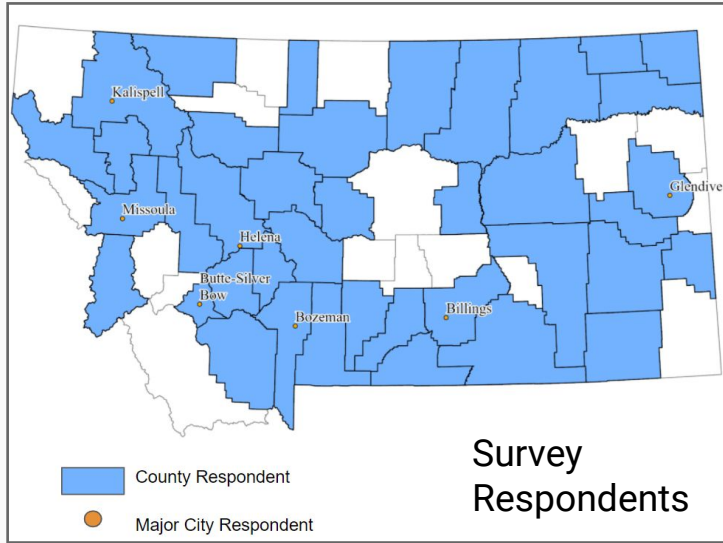 Kalispell
Glendive
Missoula
Helena
Butte-Silver
Bow
Bozeman
Billings
County Respondent
Major City Respondent
Survey
Respondents